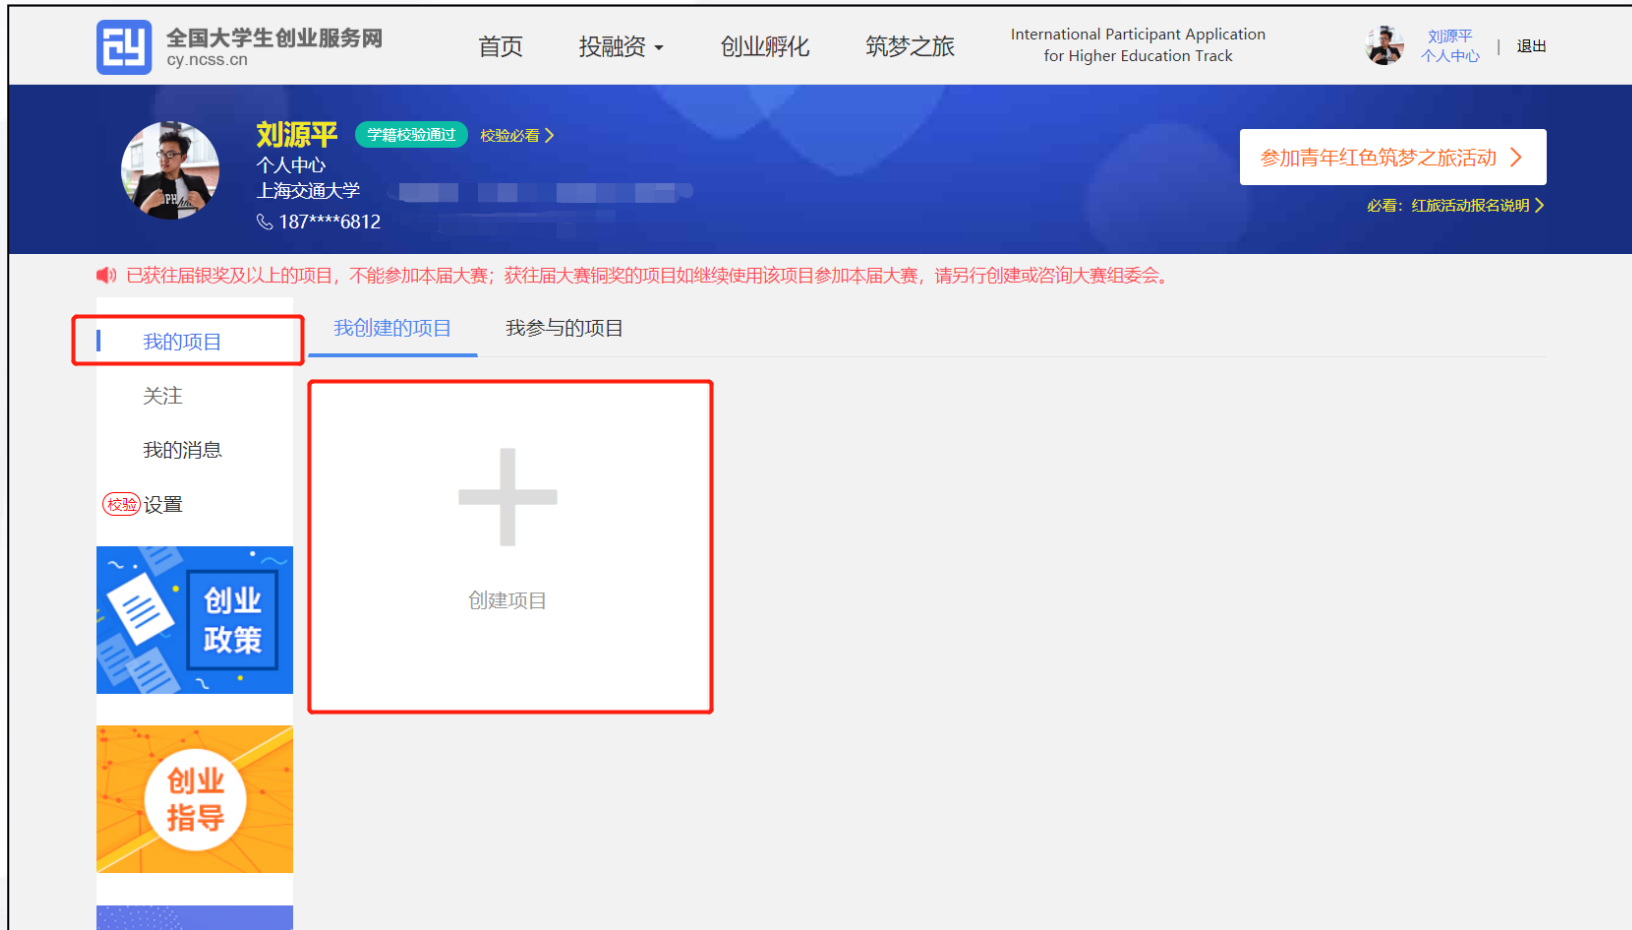 全国大学生创业服务网
cy.ncss.cn
首页
投融资
创业孵化
筑梦之旅
International Participant Application
for Higher Education Track
刘源平
个人中心
|
退出
刘源平
学籍校验通过
校验必看
个人中心
上海交通大学
187****6812
参加青年红色筑梦之旅活动
必看：红旅活动报名说明
已获往届银奖及以上的项目，不能参加本届大赛；获往届大赛铜奖的项目如继续使用该项目参加本届大赛，请另行创建或咨询大赛组委会。
我的项目
关注
我的消息
校验 设置
我创建的项目
我参与的项目
创建项目
创业
政策
创业
指导